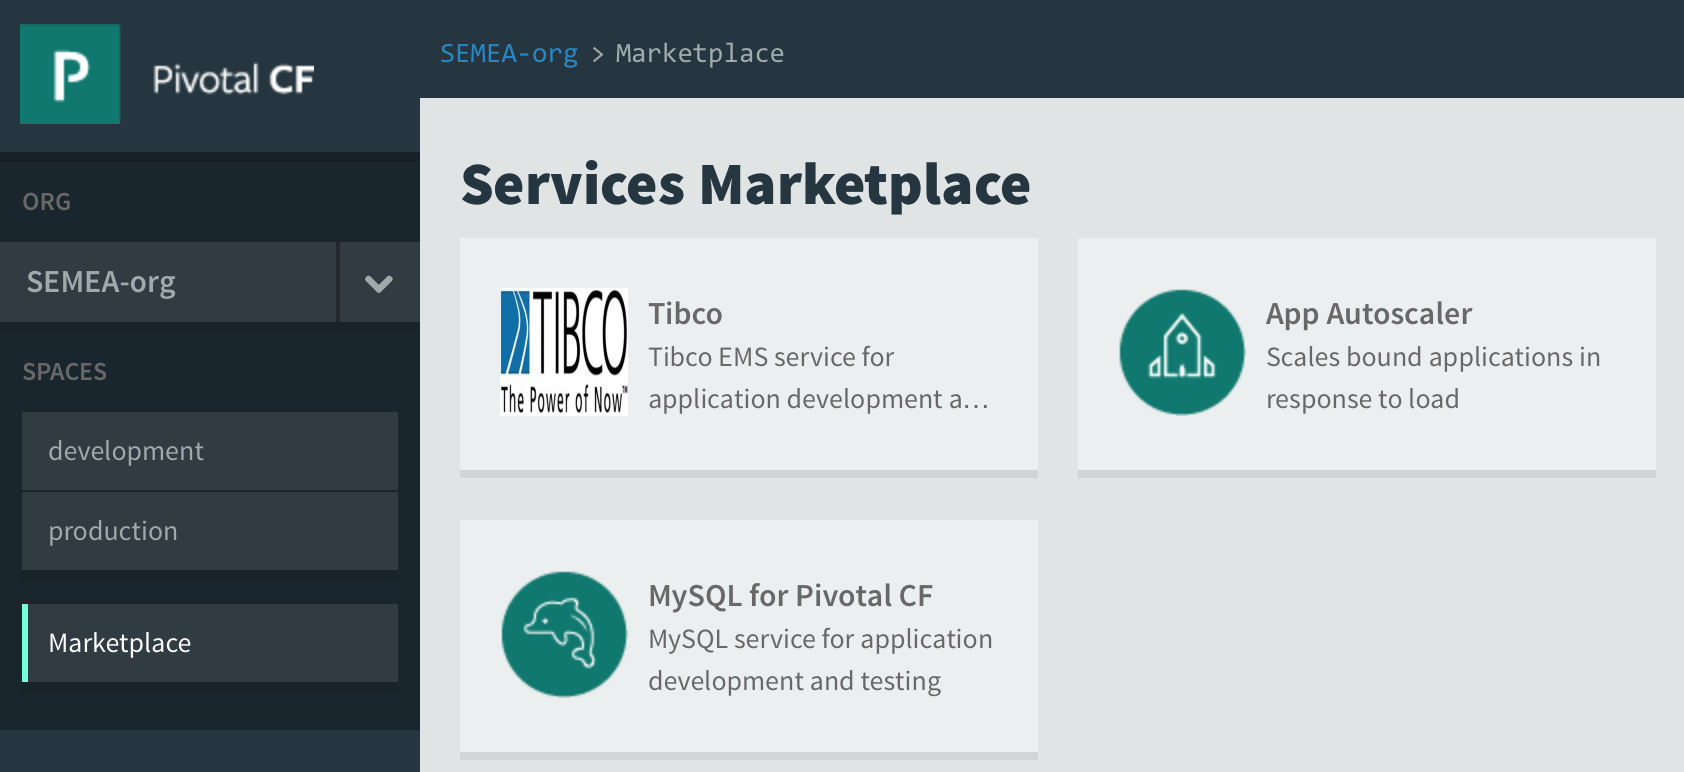 P
Pivotal CF
SEMEA-org > Marketplace
ORG
SEMEA-org
SPACES
development
production
Marketplace
Services Marketplace
TIBCO
The Power of Now™
Tibco
Tibco EMS service for
application development a…
App Autoscaler
Scales bound applications in
response to load
MySQL for Pivotal CF
MySQL service for application
development and testing